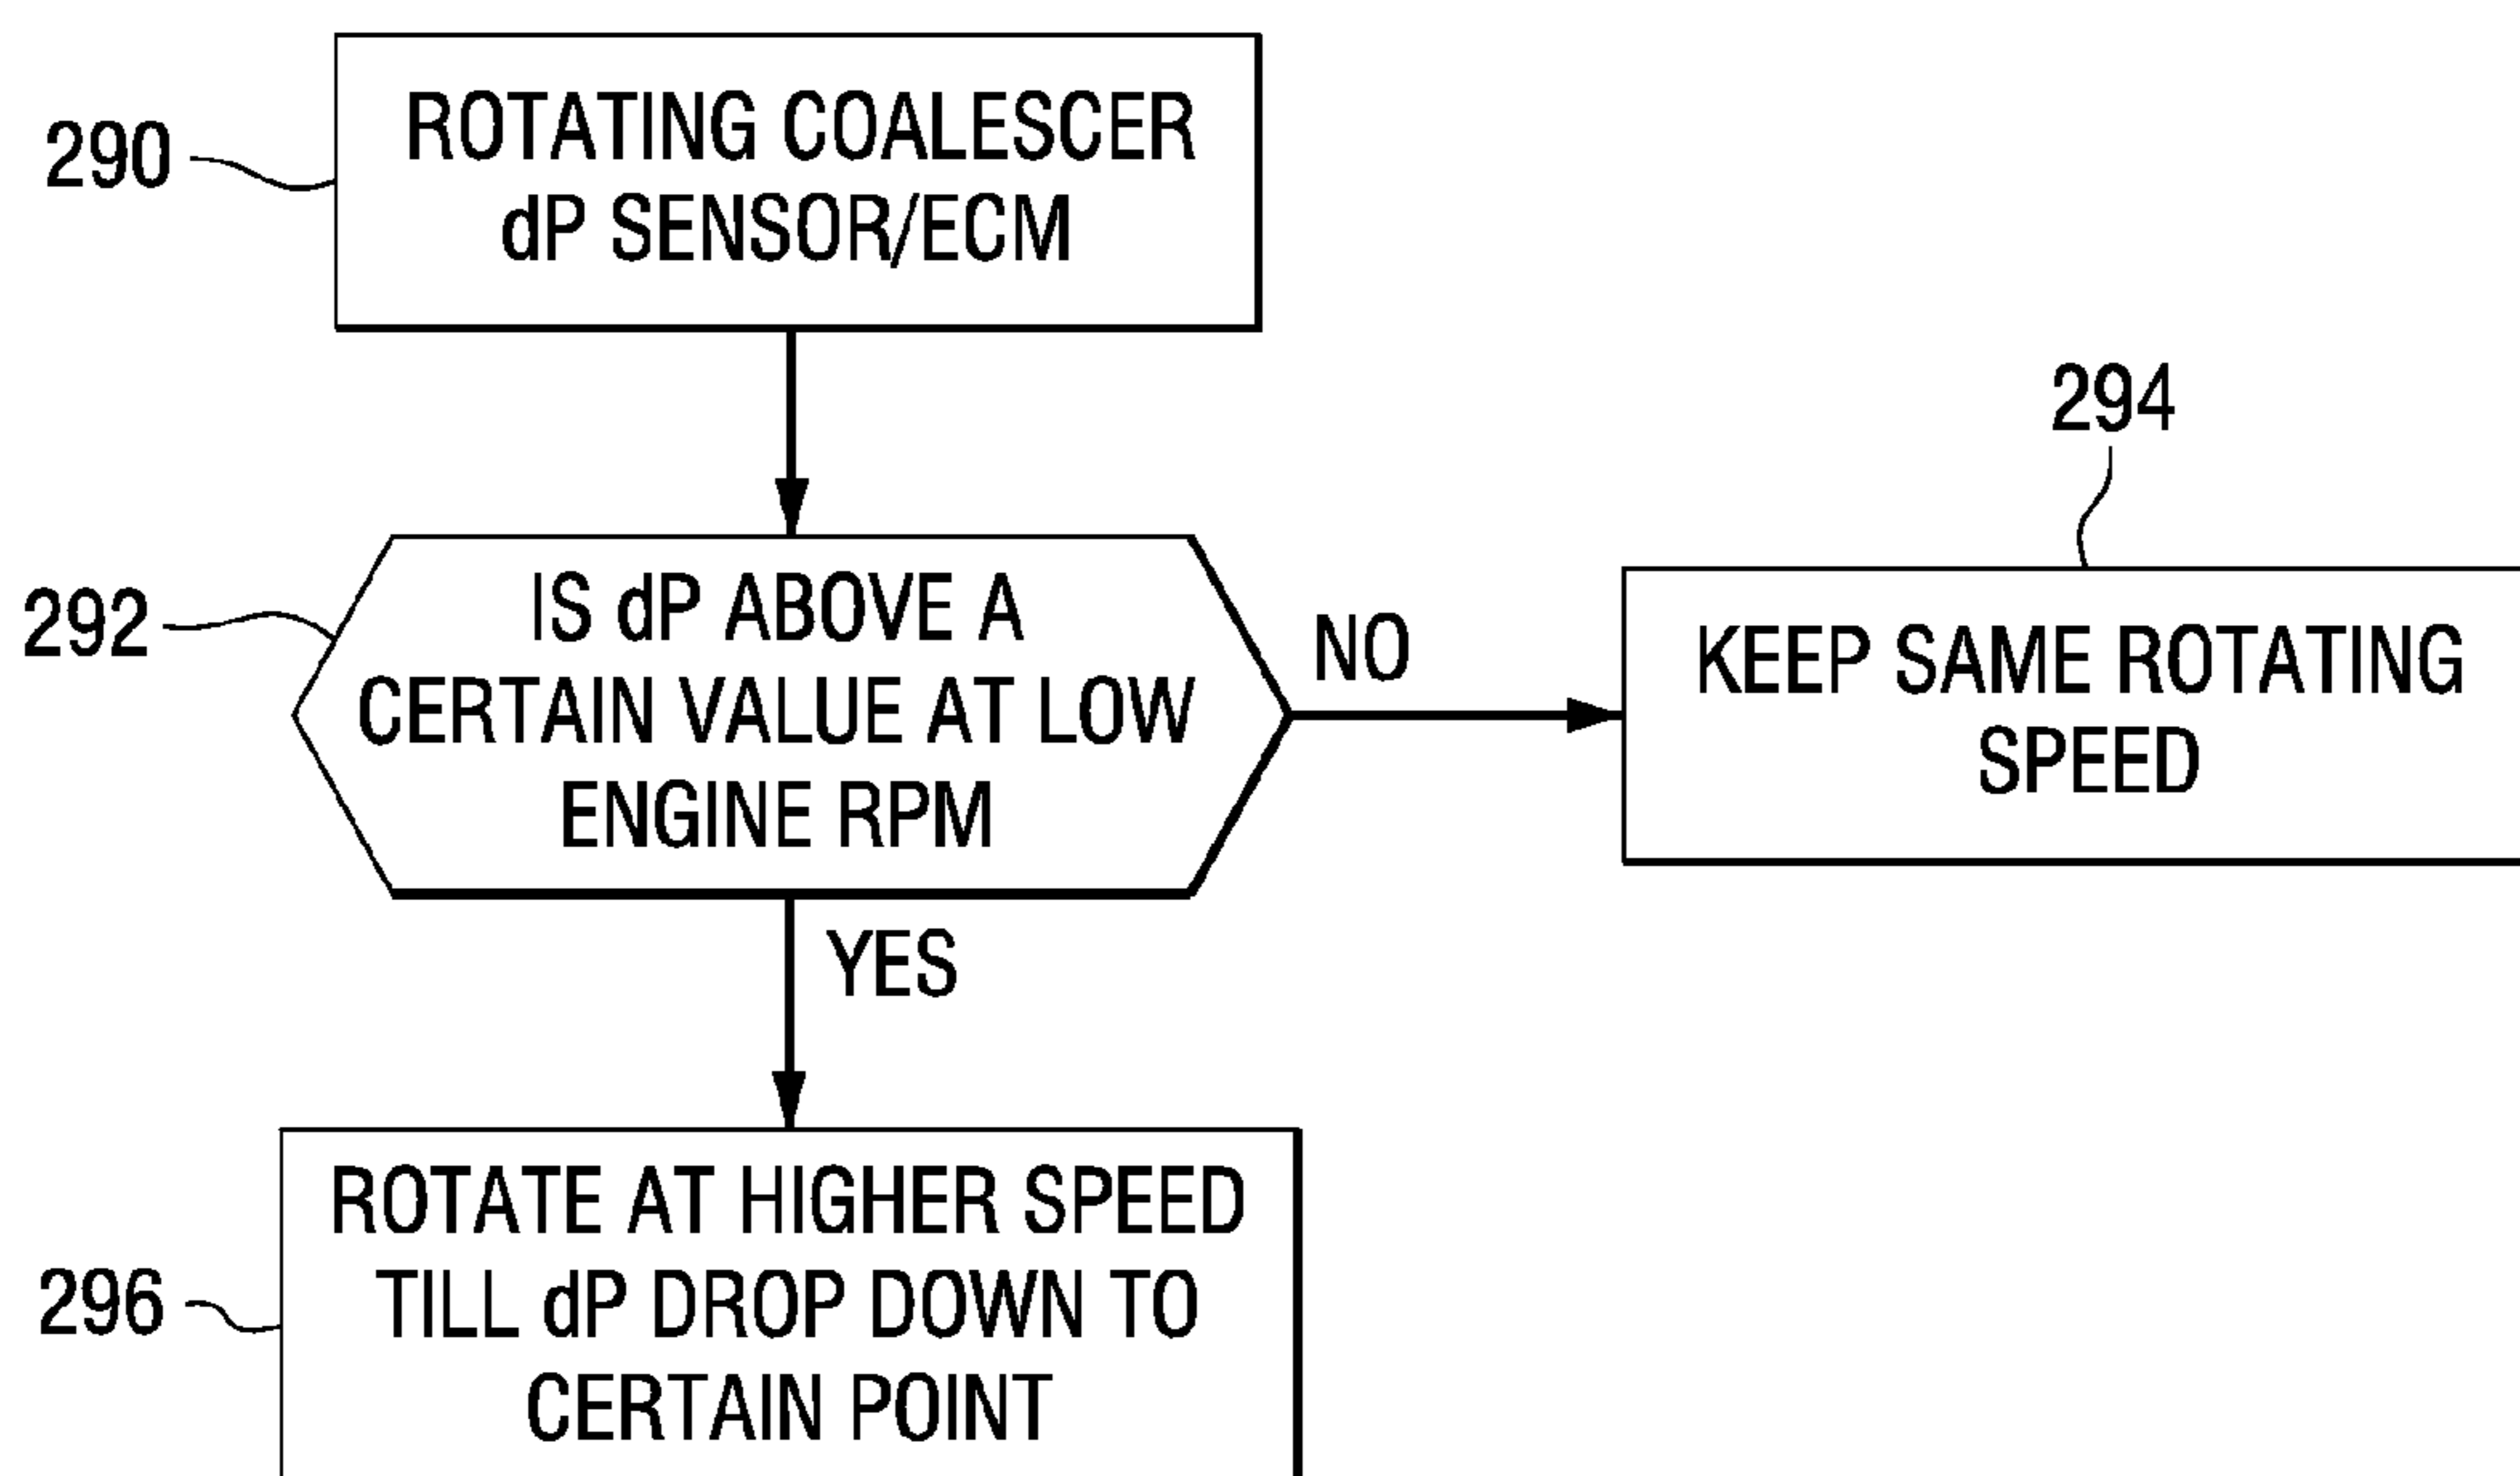 290
ROTATING COALESCER
dP SENSOR/ECM
294
292
IS dP ABOVE A
CERTAIN VALUE AT LOW
ENGINE RPM
NO
KEEP SAME ROTATING
SPEED
YES
296
ROTATE AT HIGHER SPEED
TILL dP DROP DOWN TO
CERTAIN POINT